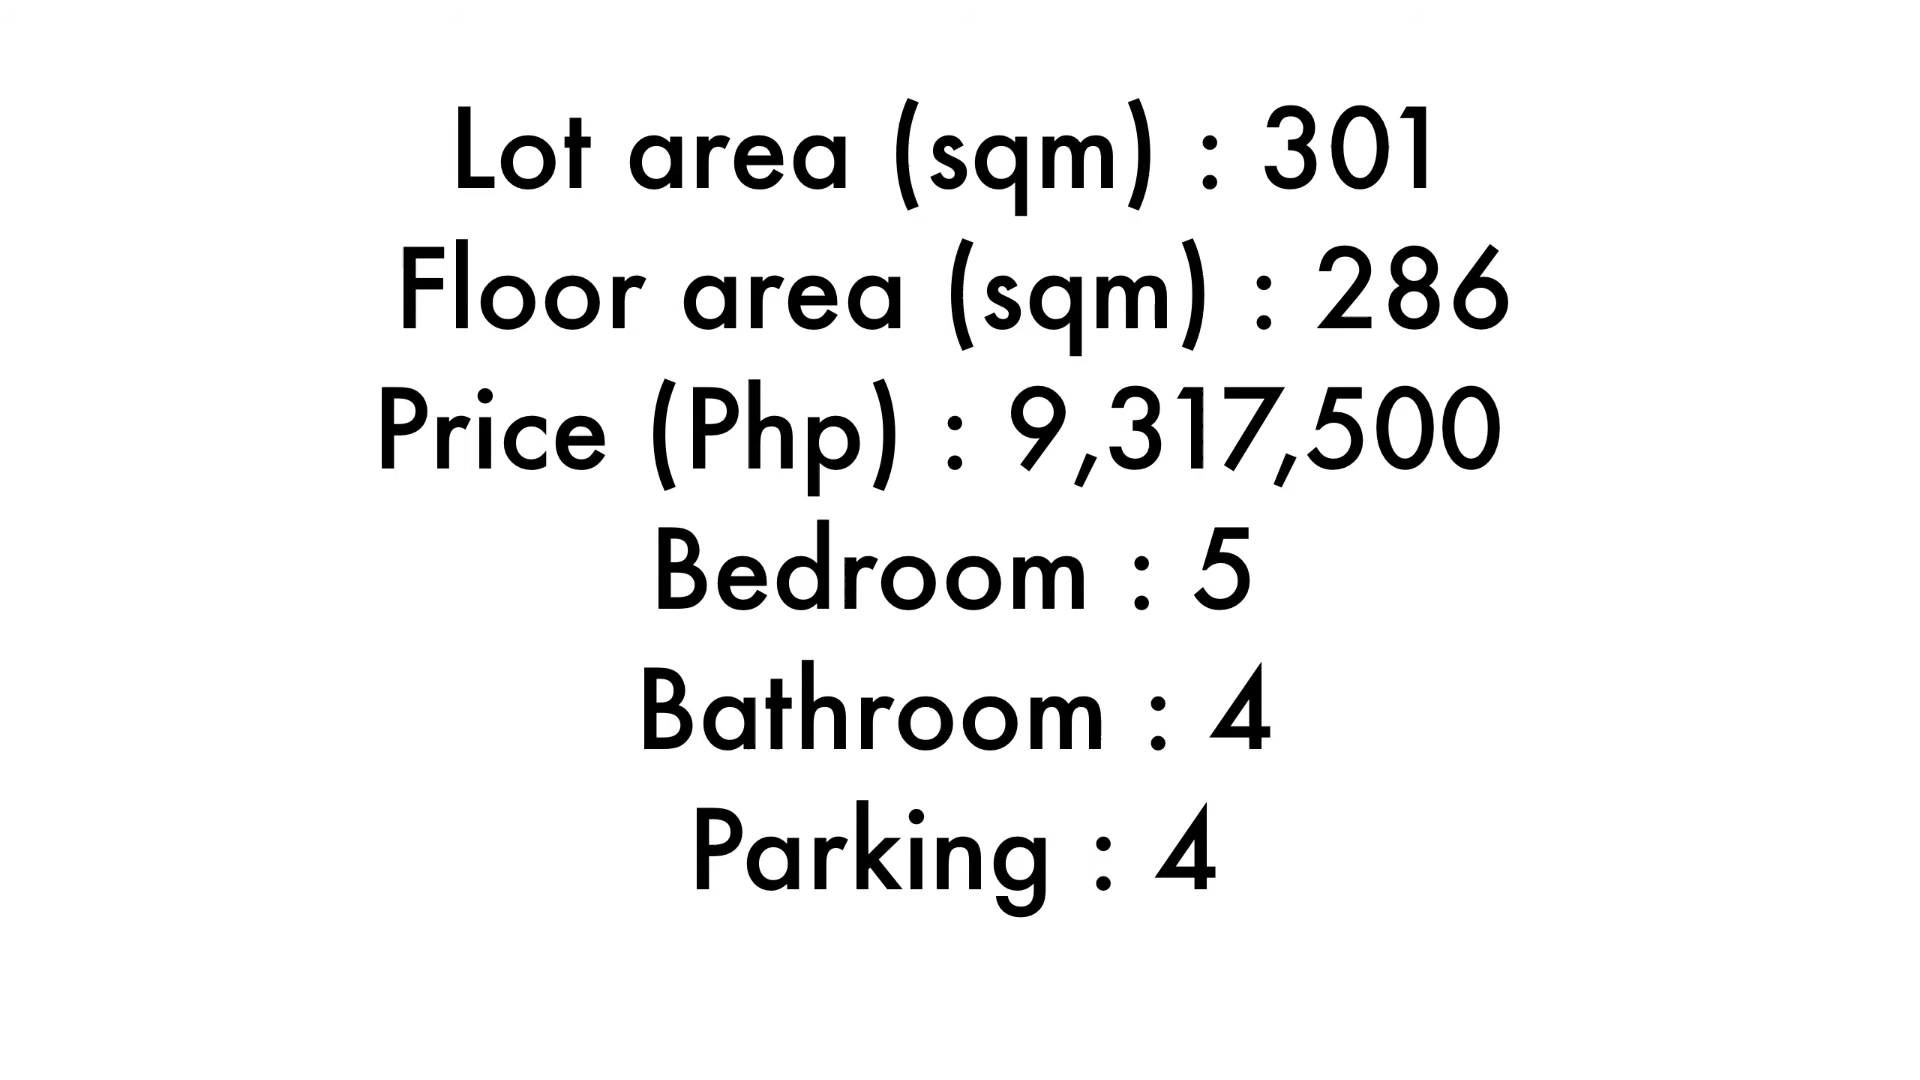 Lot area (sqm) : 301
Floor area (sqm) : 286
Price (Php) : 9,317,500
Bedroom : 5
Bathroom : 4
Parking : 4